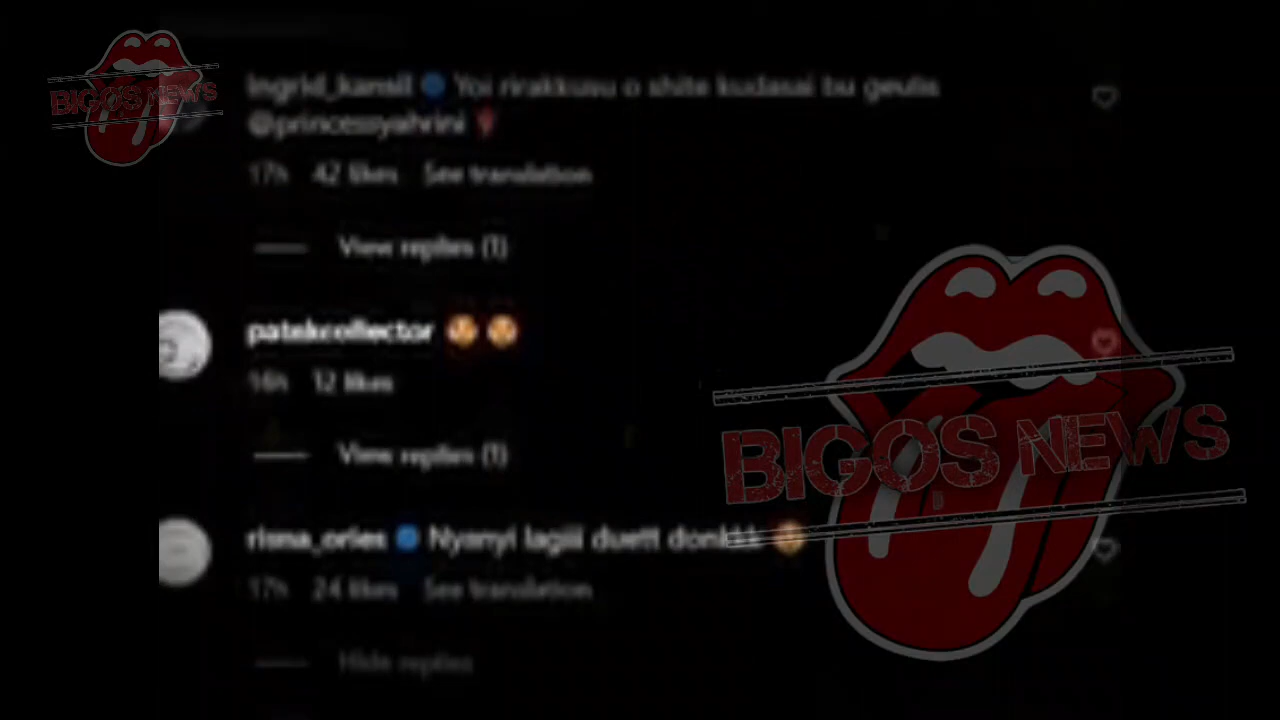 BIGOS NEWS
ingrid_kansil Yoi rirakkusu o shite kudasai bu geulis
@princessyahrini
17h 42 likes See translation
View replies (1)
patekcollector
16h 12 likes
View replies (1)
BIGOS NEWS
risna_ories Nyanyi lagiii duett donkkk
17h 24 likes See translation
Hide replies